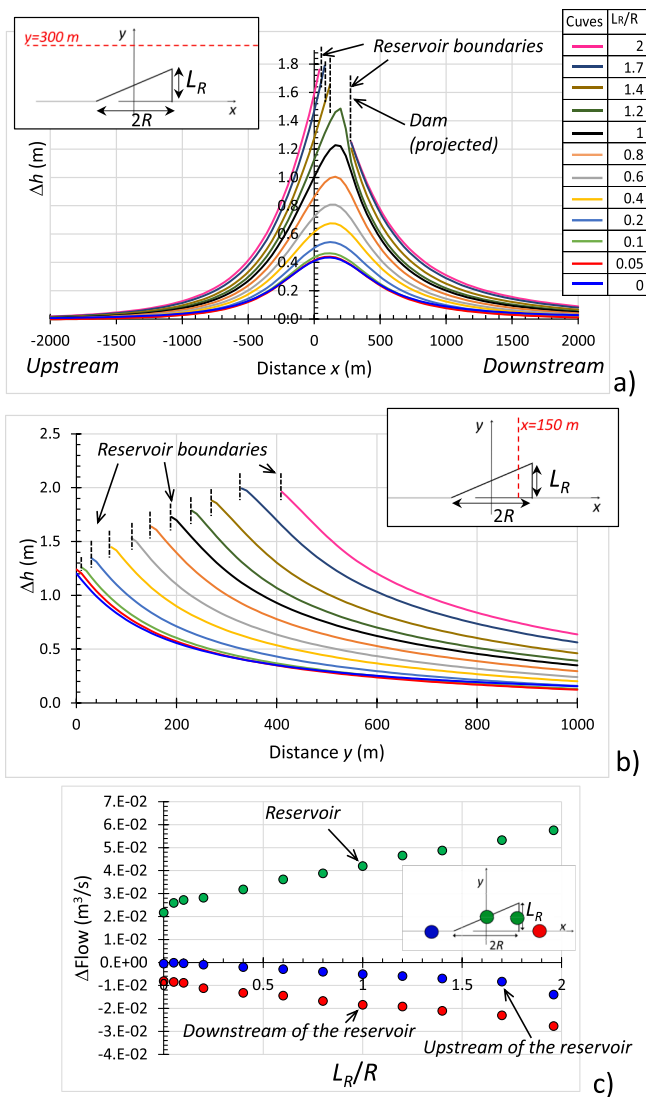 y=300 m
y
L_R
2R
x
Reservoir boundaries
Dam
(projected)
Cuves L_R/R
2
1.7
1.4
1.2
1
0.8
0.6
0.4
0.2
0.1
0.05
0
Δh (m)
1.8
1.6
1.4
1.2
1.0
0.8
0.6
0.4
0.2
0.0
-2000 -1500 -1000 -500 0 500 1000 1500 2000
Upstream Distance x (m) Downstream
a)
x=150 m
y
L_R
2R
x
Reservoir boundaries
Δh (m)
2.5
2.0
1.5
1.0
0.5
0.0
0 200 400 600 800 1000
Distance y (m)
b)
ΔFlow (m³/s)
7.E-02
6.E-02
5.E-02
4.E-02
3.E-02
2.E-02
1.E-02
0.E+00
-1.E-02
-2.E-02
-3.E-02
-4.E-02
Reservoir
y
L_R
x
2R
0 0.5 1 1.5 2
Downstream of the reservoir
Upstream of the reservoir
L_R/R
c)